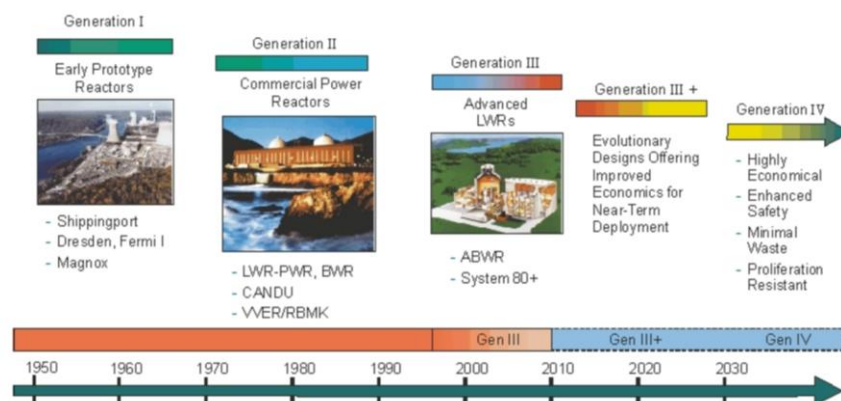 Generation I
Early Prototype
Reactors
- Shippingport
- Dresden, Fermi I
- Magnox
Generation II
Commercial Power
Reactors
- LWR-PWR, BWR
- CANDU
- VVER/RBMK
Generation III
Advanced
LWRs
- ABWR
- System 80+
Generation III +
Evolutionary
Designs Offering
Improved
Economics for
Near-Term
Deployment
Generation IV
- Highly
Economical
- Enhanced
Safety
- Minimal
Waste
- Proliferation
Resistant
Gen III
Gen III+
Gen IV
1950
1960
1970
1980
1990
2000
2010
2020
2030